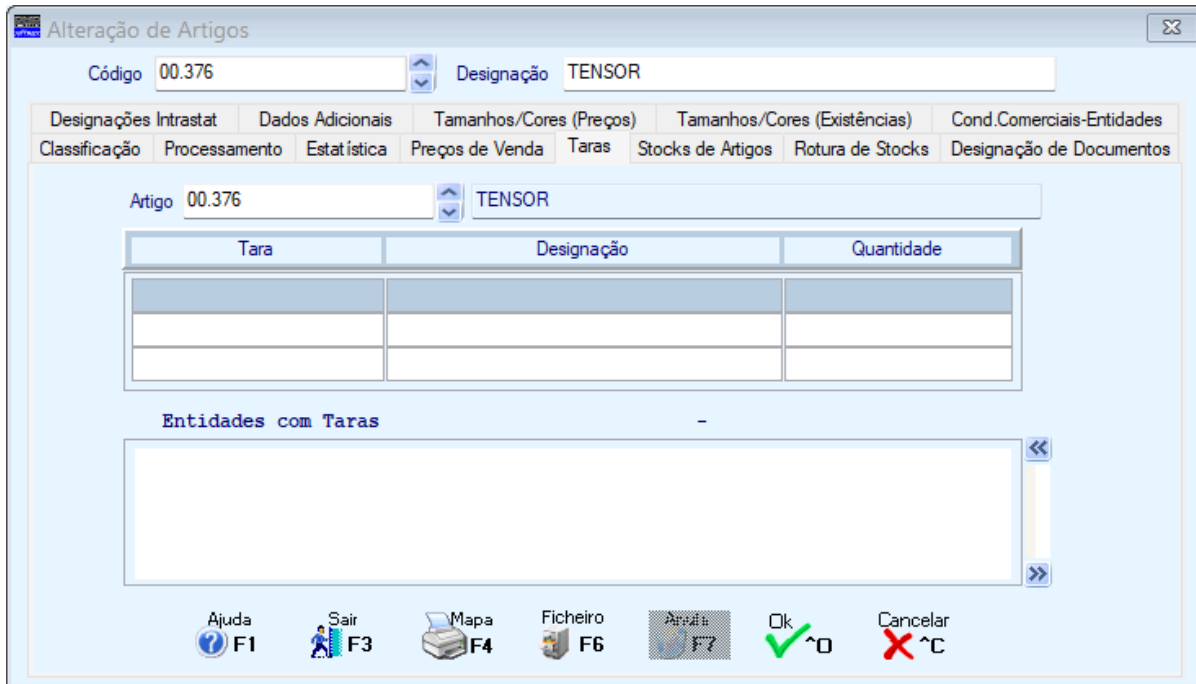 Alteração de Artigos
Código 00.376 Designação TENSOR
Designações Intrastat Dados Adicionais Tamanhos/Cores (Preços) Tamanhos/Cores (Existências) Cond.Comerciais-Entidades
Classificação Processamento Estatística Preços de Venda Taras Stocks de Artigos Rotura de Stocks Designação de Documentos
Artigo 00.376 TENSOR
Tara Designação Quantidade
Entidades com Taras -
Ajuda Sair Mapa Ficheiro Ok Cancelar
F1 F3 F4 F6 F7 ^O ^C